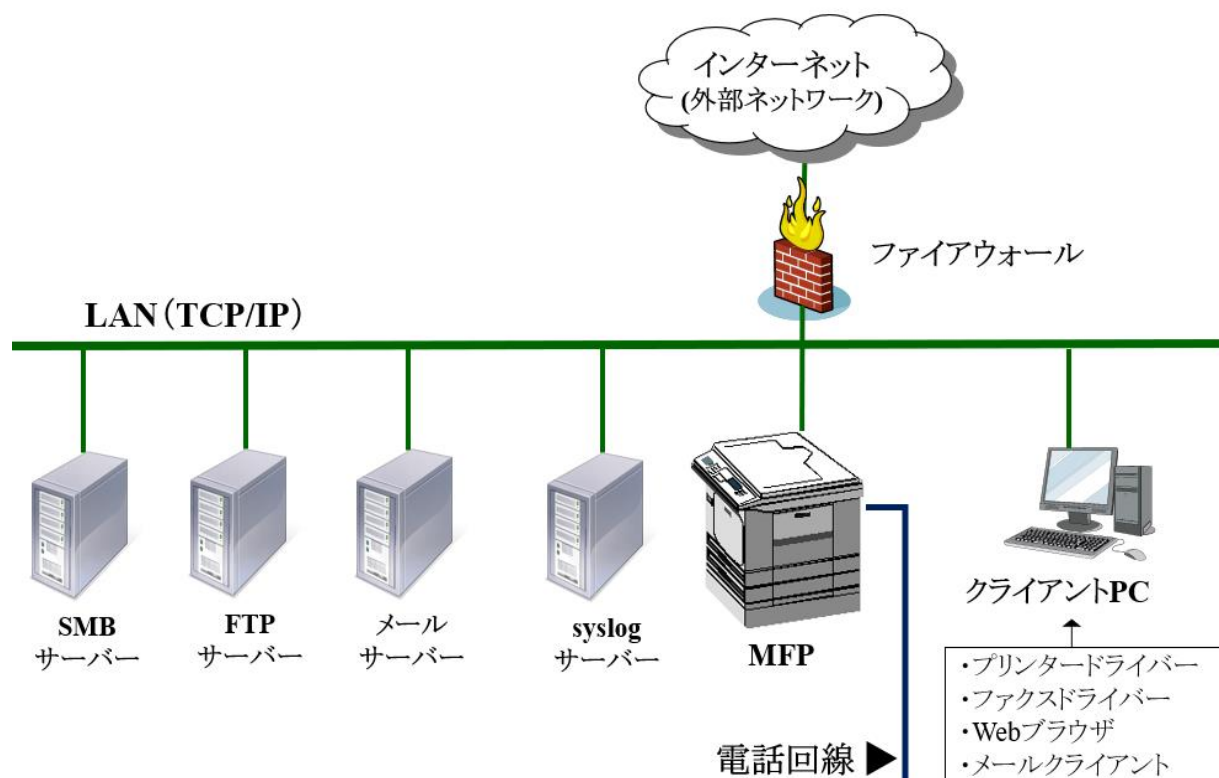 インターネット
(外部ネットワーク)
ファイアウォール
LAN（TCP/IP）
SMB
サーバー
FTP
サーバー
メール
サーバー
syslog
サーバー
MFP
クライアントPC
・プリンタードライバー
・ファクスドライバー
・Webブラウザ
・メールクライアント
電話回線 ▶